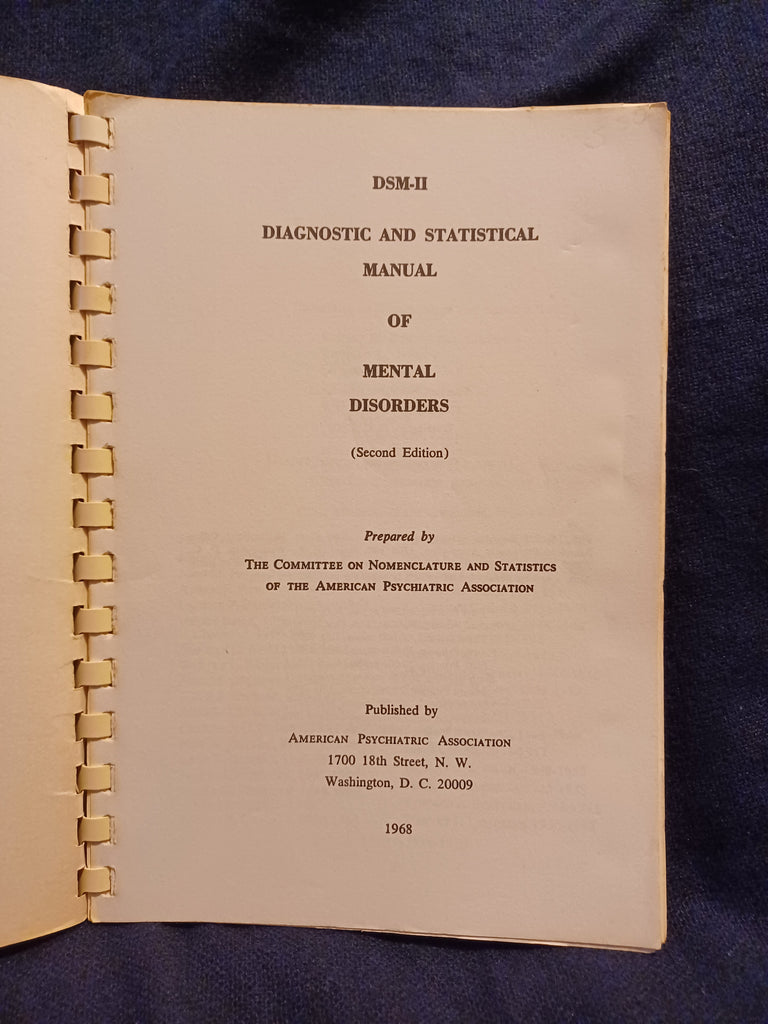 DSM-II
DIAGNOSTIC AND STATISTICAL
MANUAL
OF
MENTAL
DISORDERS
(Second Edition)
Prepared by
THE COMMITTEE ON NOMENCLATURE AND STATISTICS
OF THE AMERICAN PSYCHIATRIC ASSOCIATION
Published by
AMERICAN PSYCHIATRIC ASSOCIATION
1700 18th Street, N. W.
Washington, D. C. 20009
1968